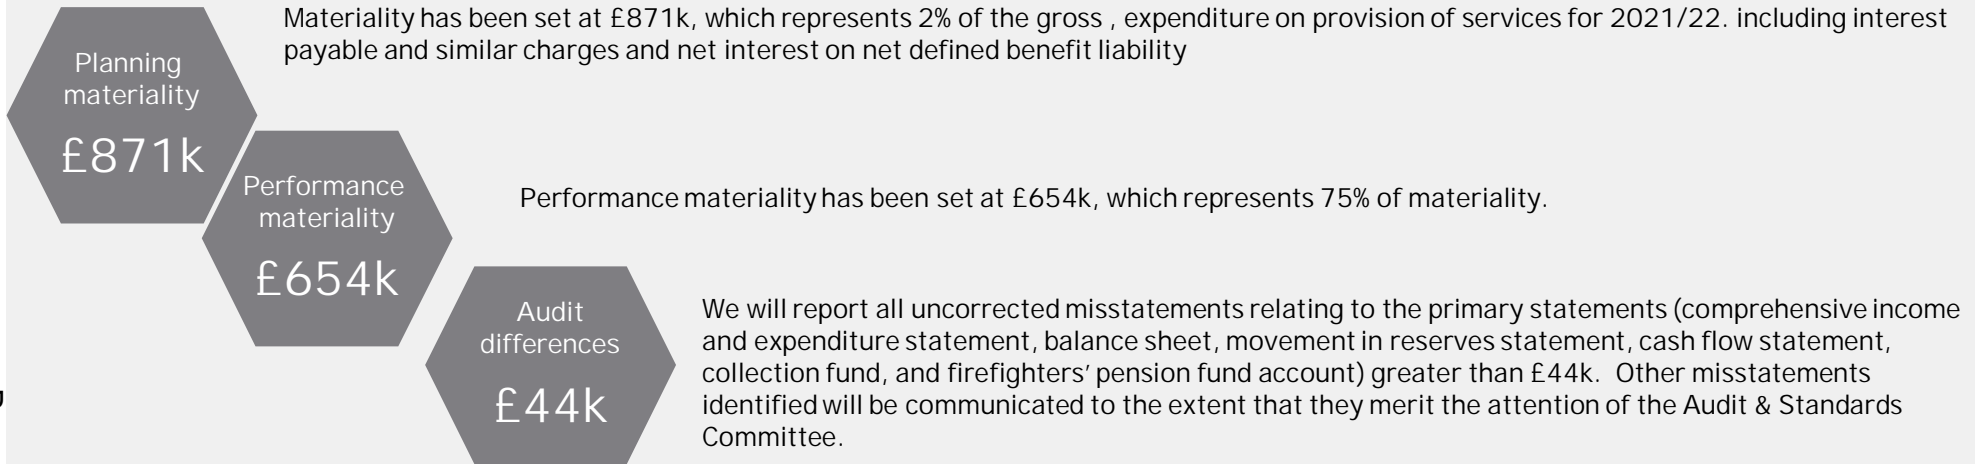 Materiality has been set at £871k, which represents 2% of the gross , expenditure on provision of services for 2021/22. including interest
payable and similar charges and net interest on net defined benefit liability
Planning
materiality
£871k
Performance
materiality
£654k
Performance materiality has been set at £654k, which represents 75% of materiality.
Audit
differences
£44k
We will report all uncorrected misstatements relating to the primary statements (comprehensive income
and expenditure statement, balance sheet, movement in reserves statement, cash flow statement,
collection fund, and firefighters’ pension fund account) greater than £44k.  Other misstatements
identified will be communicated to the extent that they merit the attention of the Audit & Standards
Committee.